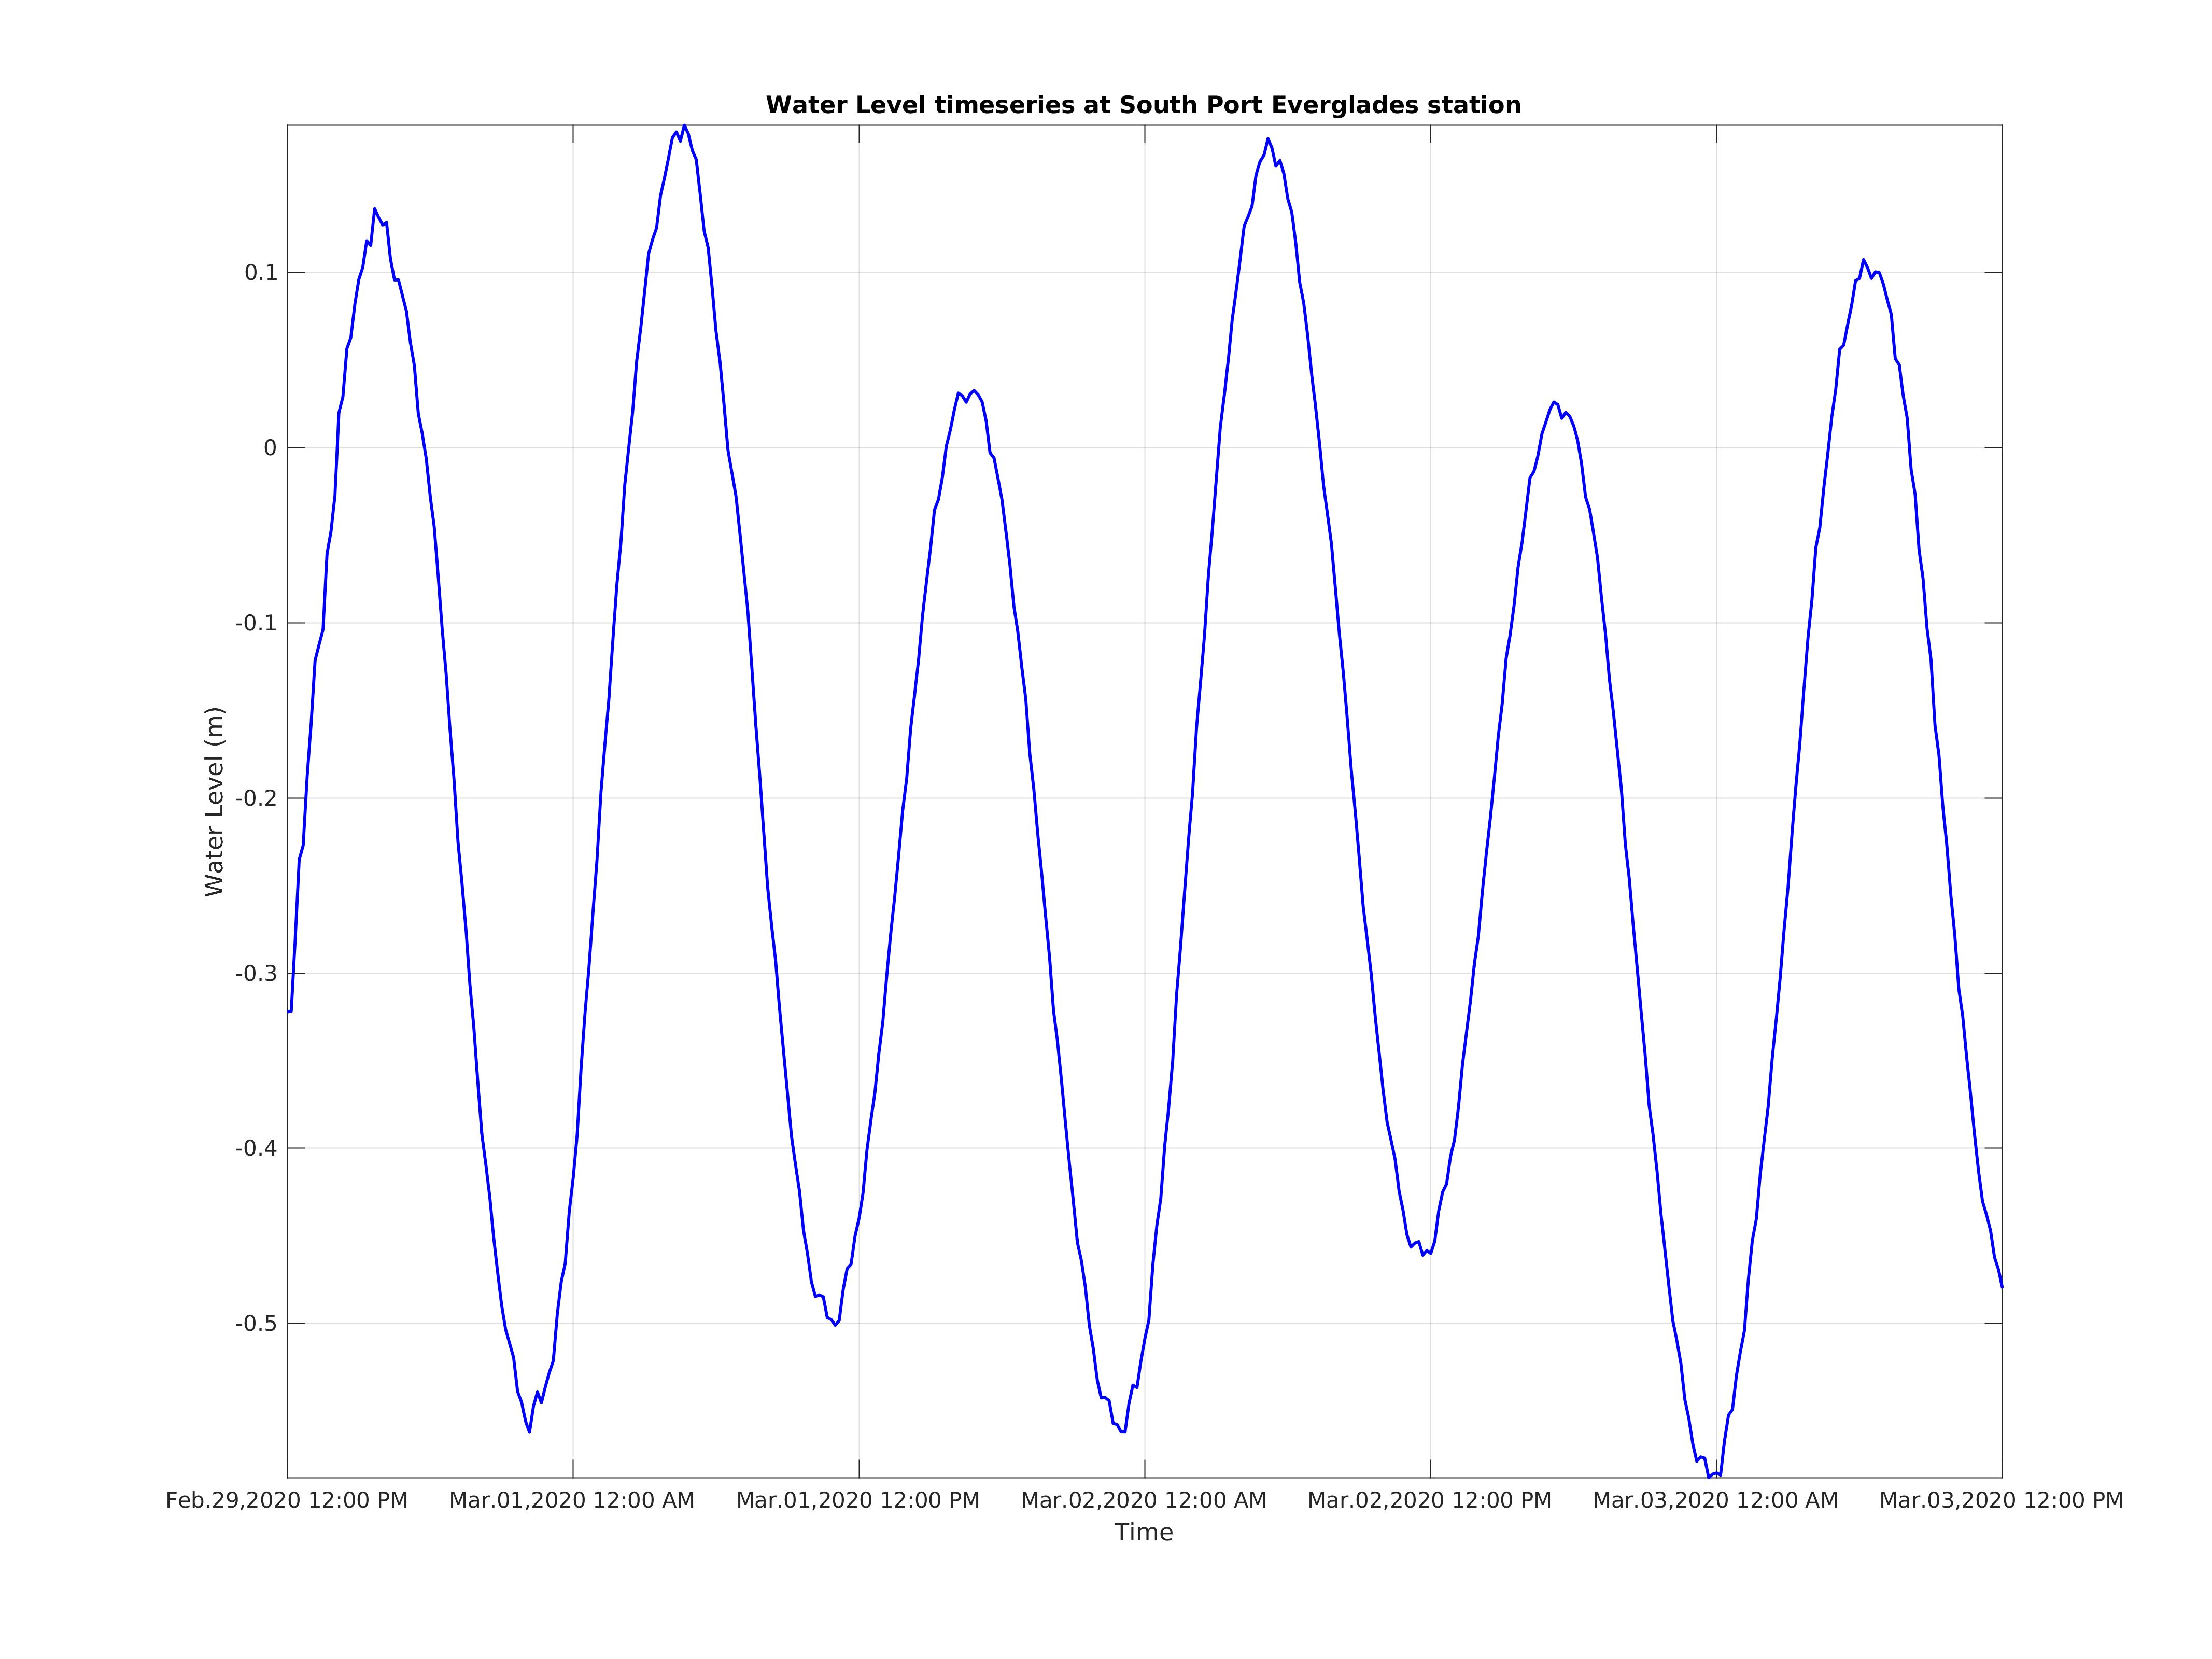 Water Level timeseries at South Port Everglades station
0.1
0
-0.1
-0.2
-0.3
-0.4
-0.5
Water Level (m)
Feb.29,2020 12:00 PM
Mar.01,2020 12:00 AM
Mar.01,2020 12:00 PM
Mar.02,2020 12:00 AM
Mar.02,2020 12:00 PM
Mar.03,2020 12:00 AM
Mar.03,2020 12:00 PM
Time